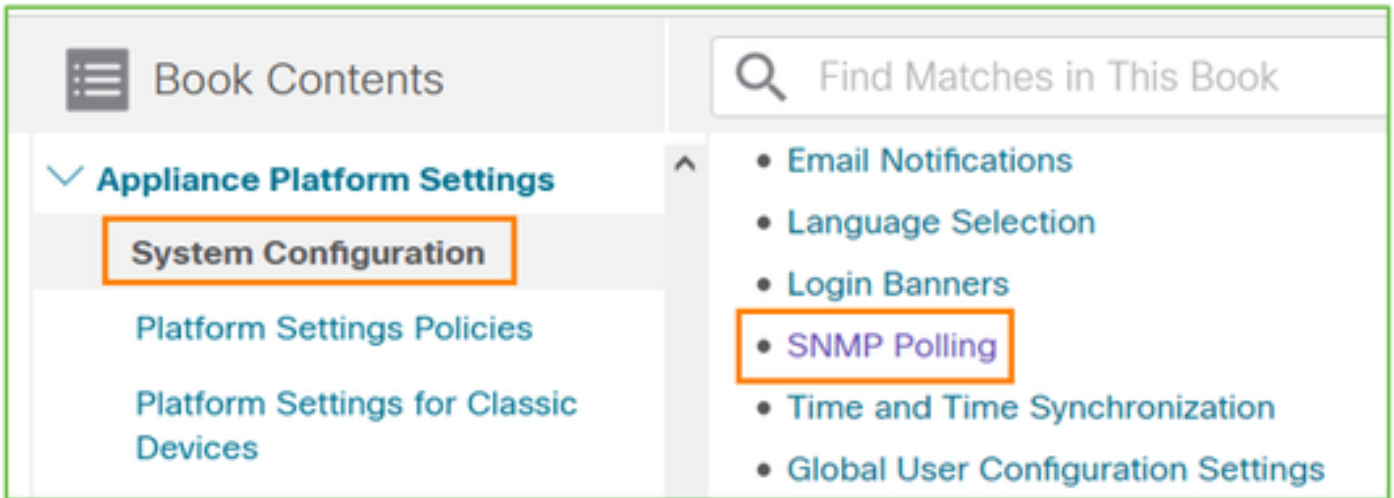 Book Contents
Find Matches in This Book
Appliance Platform Settings
System Configuration
Platform Settings Policies
Platform Settings for Classic
Devices
Email Notifications
Language Selection
Login Banners
SNMP Polling
Time and Time Synchronization
Global User Configuration Settings